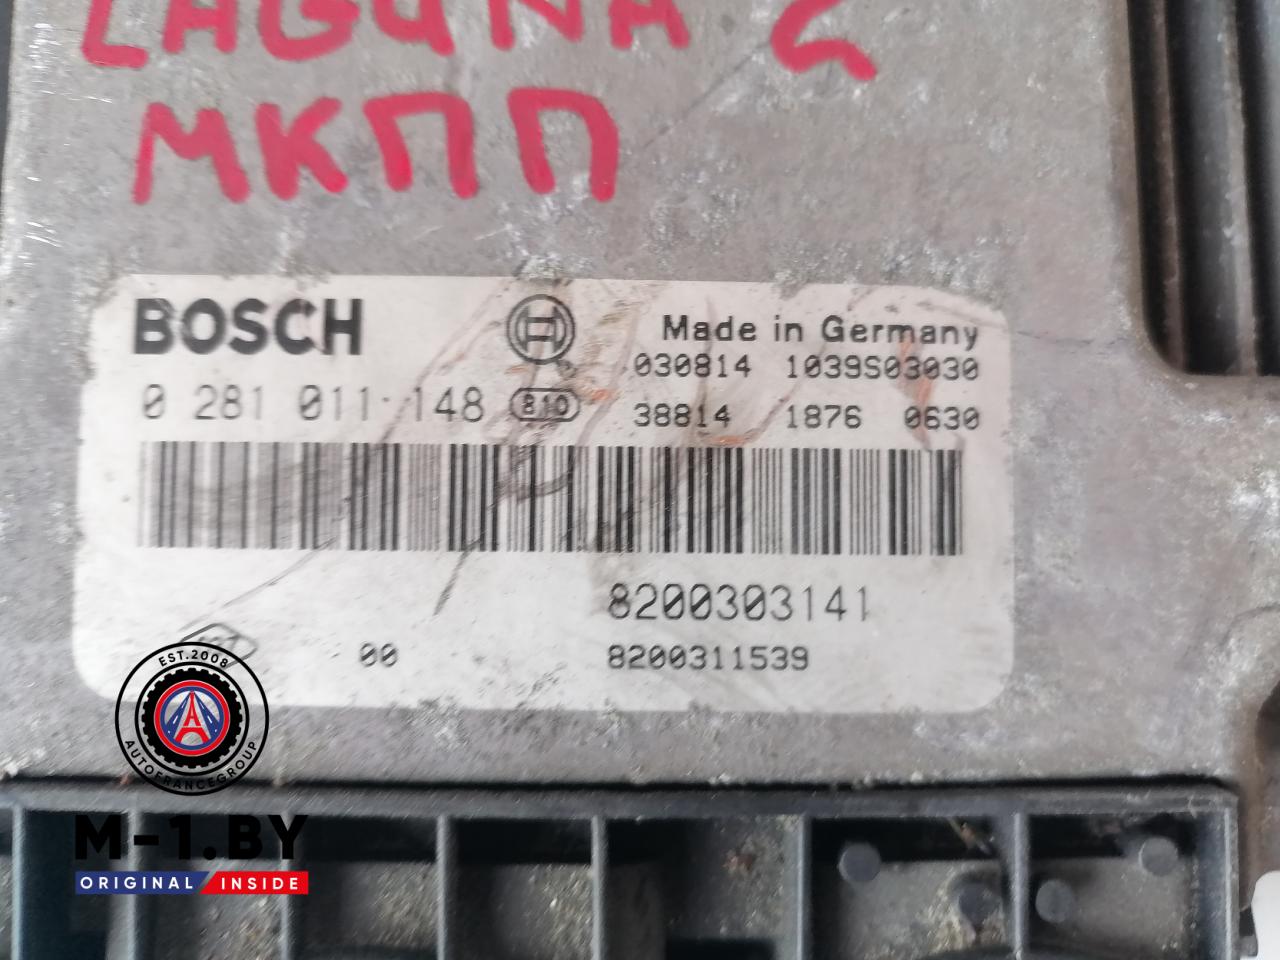 LAGUNA 2
МКПП
BOSCH
Made in Germany
030814 1039S03030
0 281 011 148 B10
38814 1876 0630
8200303141
00 8200311539
EST.2008
AUTOFRANCEGROUP
M-1.BY
ORIGINAL INSIDE